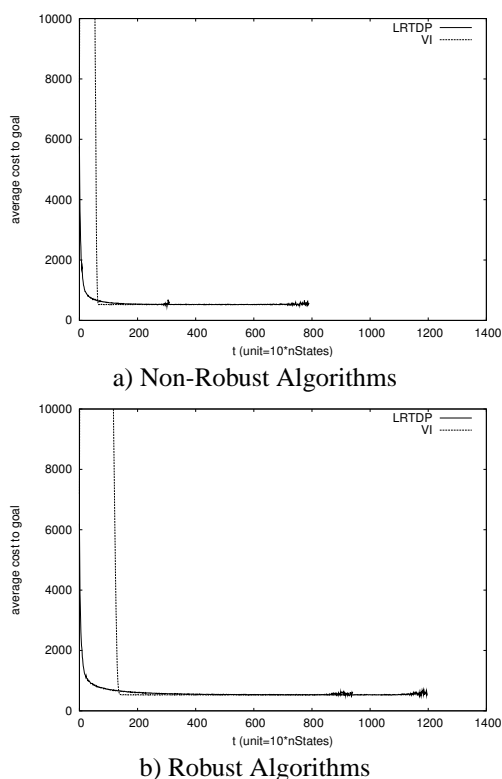 10000
8000
6000
4000
2000
0
average cost to goal
LRTDP
VI
0 200 400 600 800 1000 1200 1400
t (unit=10*nStates)
a) Non-Robust Algorithms
10000
8000
6000
4000
2000
0
average cost to goal
LRTDP
VI
0 200 400 600 800 1000 1200 1400
t (unit=10*nStates)
b) Robust Algorithms